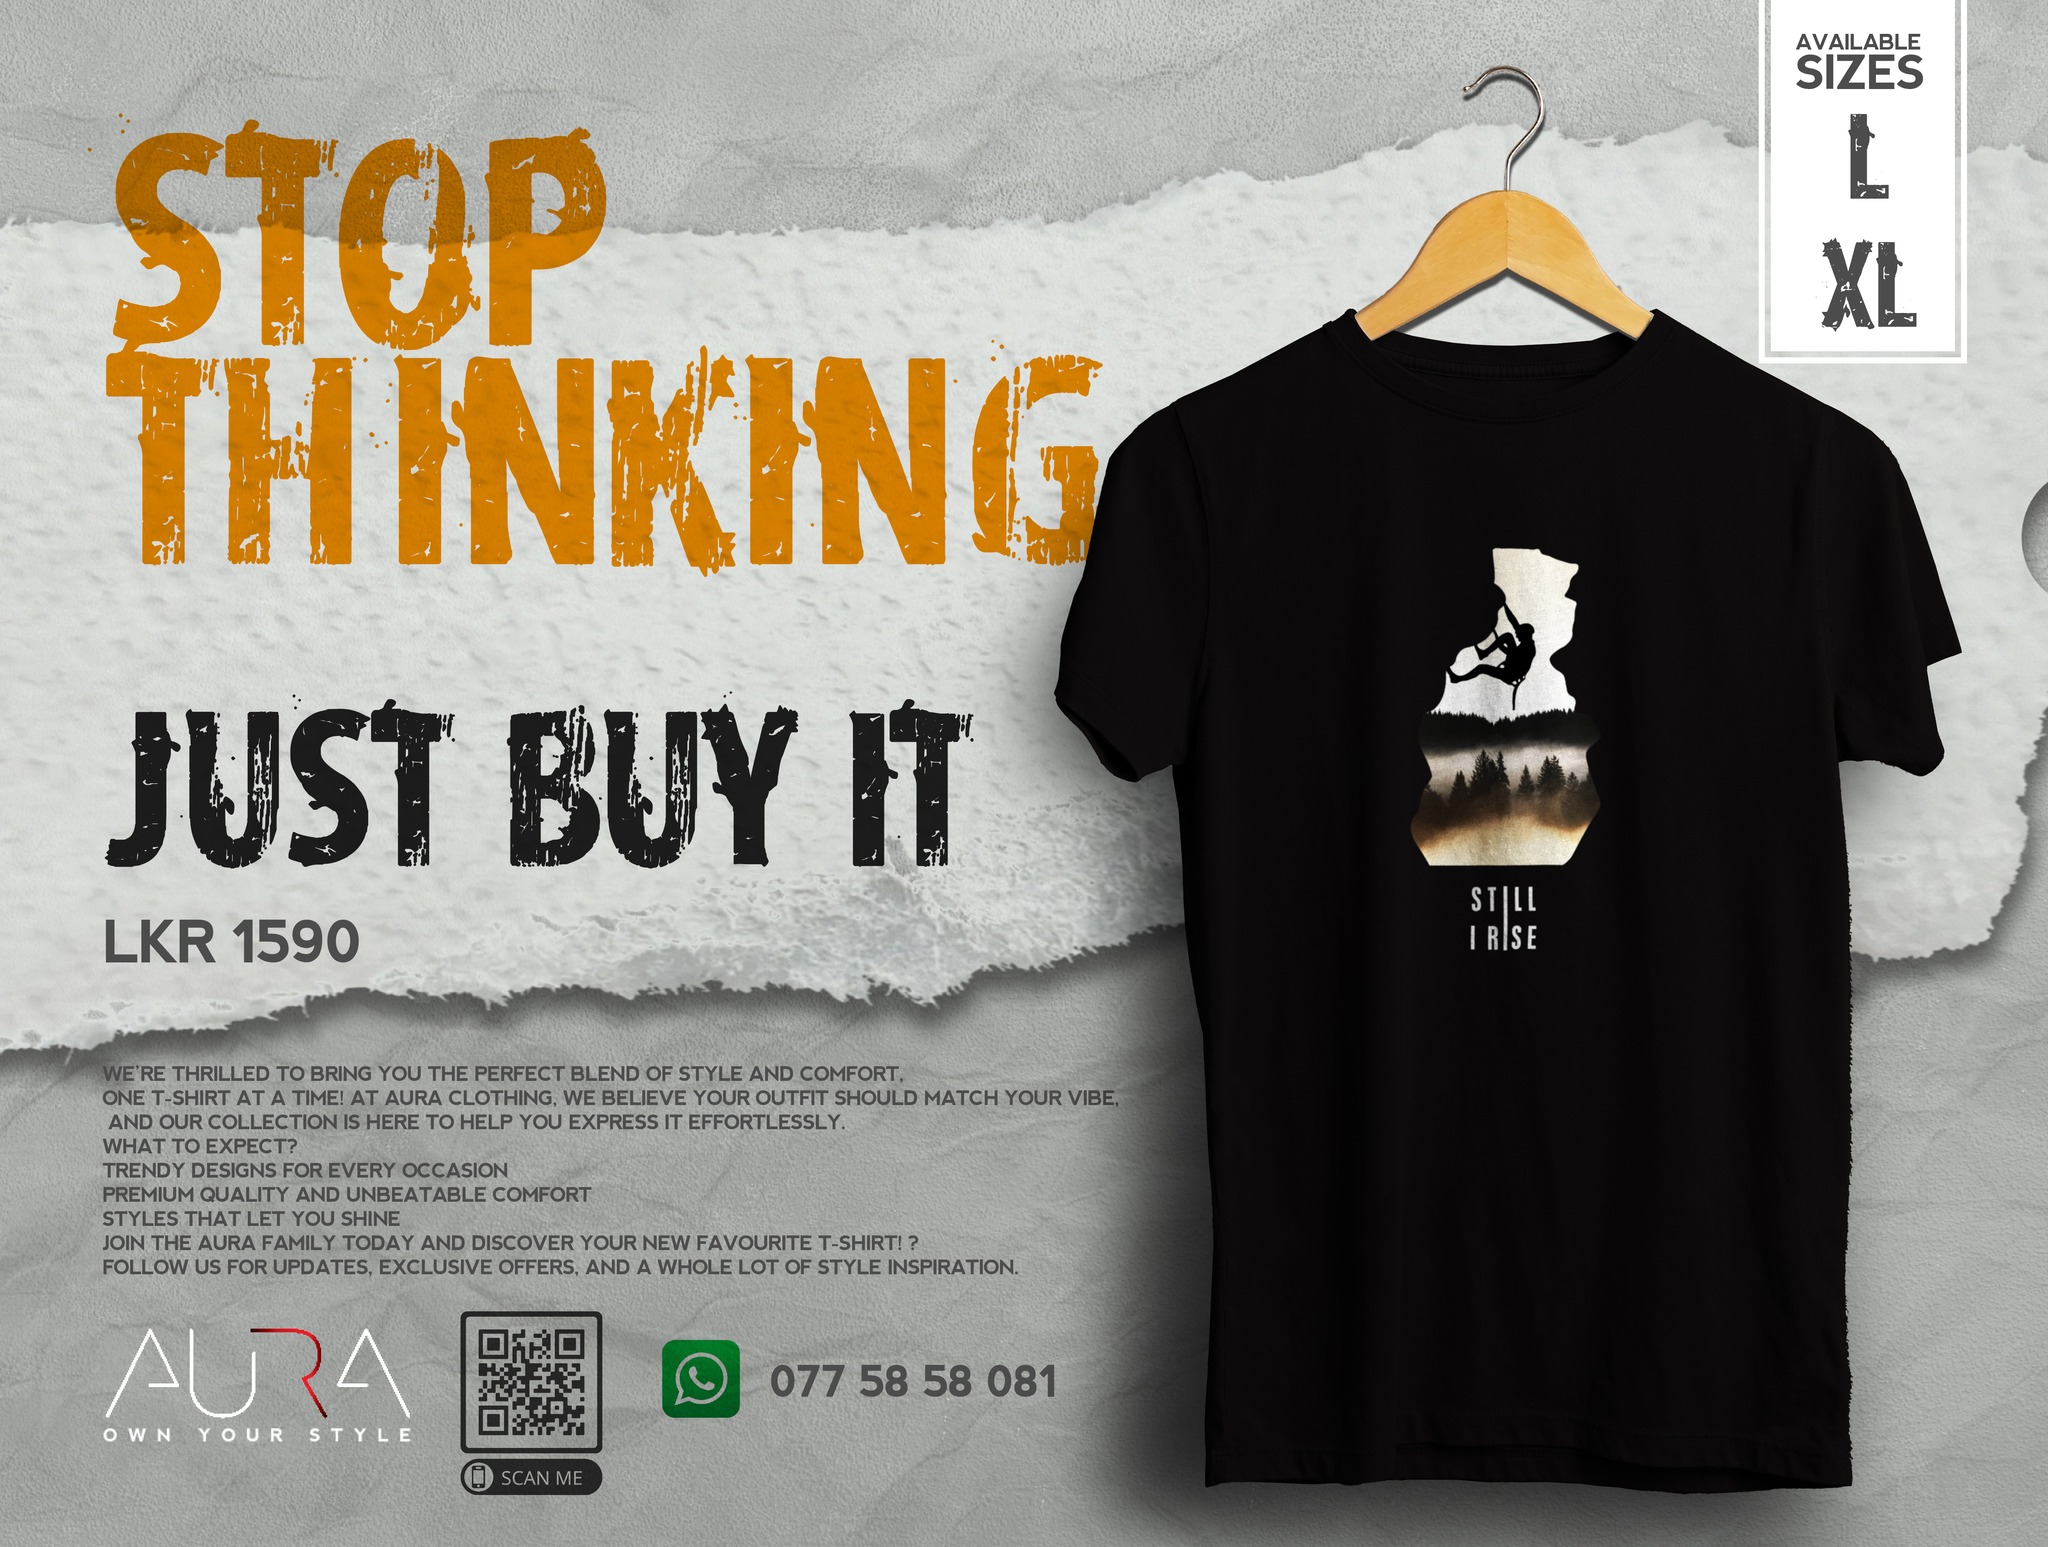 STOP
THINKING
JUST BUY IT
LKR 1590
WE'RE THRILLED TO BRING YOU THE PERFECT BLEND OF STYLE AND COMFORT,
ONE T-SHIRT AT A TIME! AT AURA CLOTHING, WE BELIEVE YOUR OUTFIT SHOULD MATCH YOUR VIBE,
AND OUR COLLECTION IS HERE TO HELP YOU EXPRESS IT EFFORTLESSLY.
WHAT TO EXPECT?
TRENDY DESIGNS FOR EVERY OCCASION
PREMIUM QUALITY AND UNBEATABLE COMFORT
STYLES THAT LET YOU SHINE
JOIN THE AURA FAMILY TODAY AND DISCOVER YOUR NEW FAVOURITE T-SHIRT! ?
FOLLOW US FOR UPDATES, EXCLUSIVE OFFERS, AND A WHOLE LOT OF STYLE INSPIRATION.
AURA
OWN YOUR STYLE
SCAN ME
077 58 58 081
AVAILABLE
SIZES
L
XL
STILL
I RISE